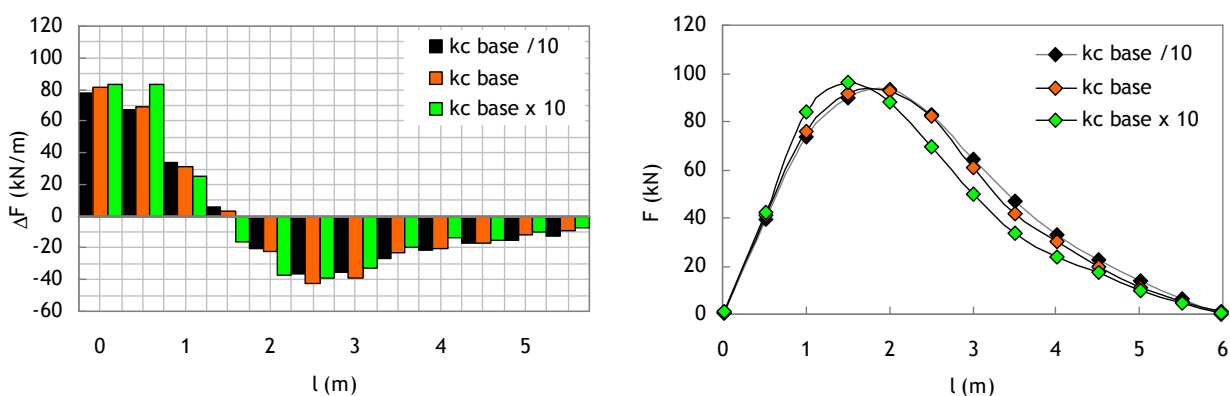 120
100
80
60
40
20
0
-20
-40
-60
ΔF (kN/m)
kc base /10
kc base
kc base x 10
0 1 2 3 4 5
l (m)
120
100
80
60
40
20
0
F (kN)
kc base /10
kc base
kc base x 10
0 1 2 3 4 5 6
l (m)